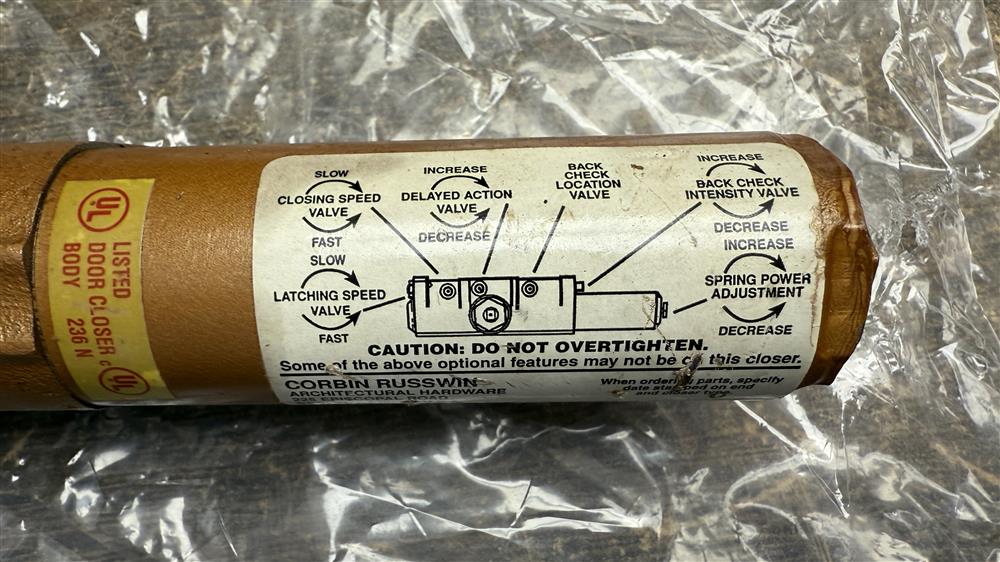 UL
LISTED
DOOR CLOSER
BODY 236 N
c UL
SLOW
CLOSING SPEED
VALVE
FAST
INCREASE
DELAYED ACTION
VALVE
DECREASE
BACK
CHECK
LOCATION
VALVE
INCREASE
BACK CHECK
INTENSITY VALVE
DECREASE
SLOW
LATCHING SPEED
VALVE
FAST
INCREASE
SPRING POWER
ADJUSTMENT
DECREASE
CAUTION: DO NOT OVERTIGHTEN.
Some of the above optional features may not be on this closer.
CORBIN RUSSWIN
ARCHITECTURAL HARDWARE
225 EPISCOPAL ROAD
When ordering parts, specify
date stamped on end
and closer type.